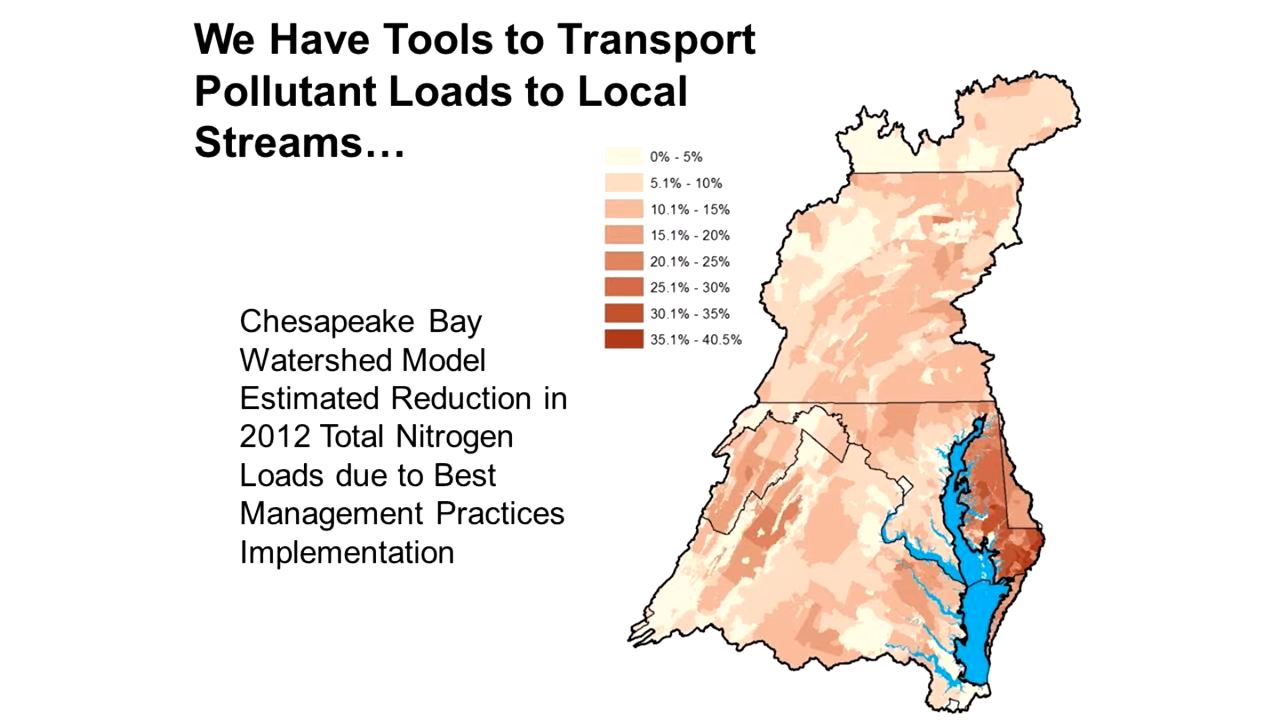 We Have Tools to Transport
Pollutant Loads to Local
Streams…
0% - 5%
5.1% - 10%
10.1% - 15%
15.1% - 20%
20.1% - 25%
25.1% - 30%
30.1% - 35%
35.1% - 40.5%
Chesapeake Bay
Watershed Model
Estimated Reduction in
2012 Total Nitrogen
Loads due to Best
Management Practices
Implementation